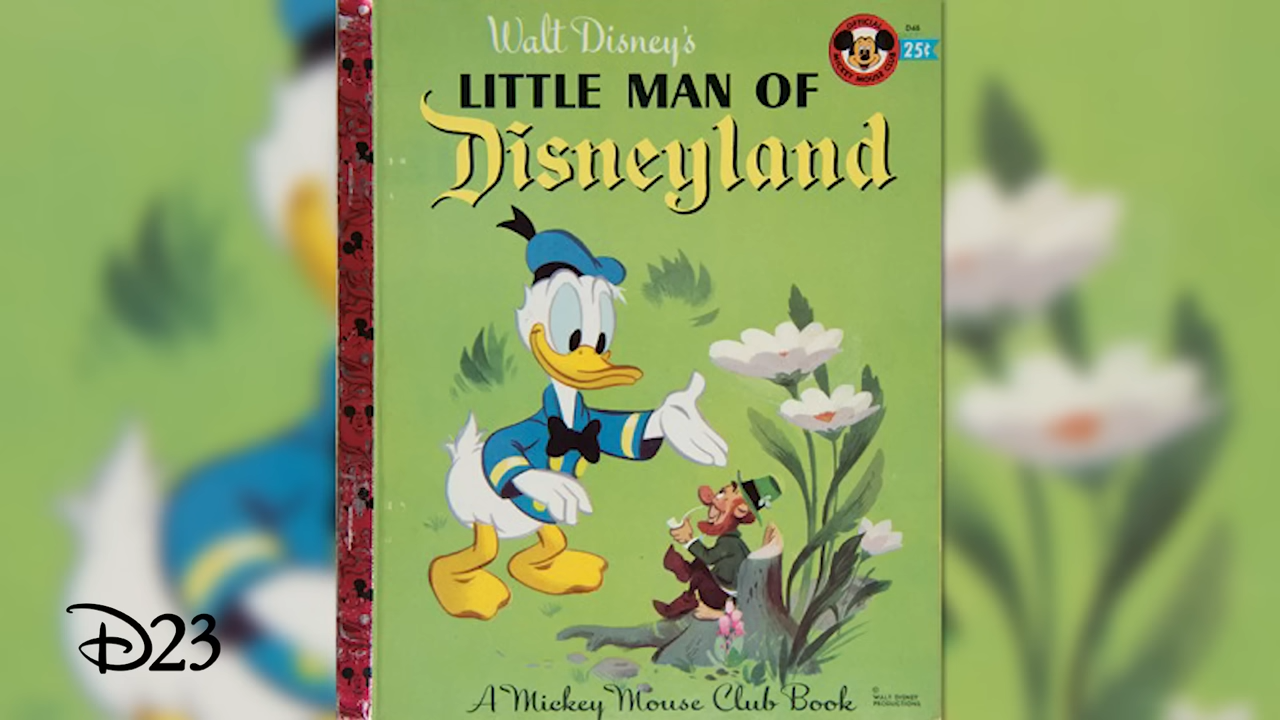 Walt Disney's
LITTLE MAN OF
Disneyland
OFFICIAL
MICKEY MOUSE CLUB
D46
25¢
A Mickey Mouse Club Book
©
WALT DISNEY
PRODUCTIONS
D23